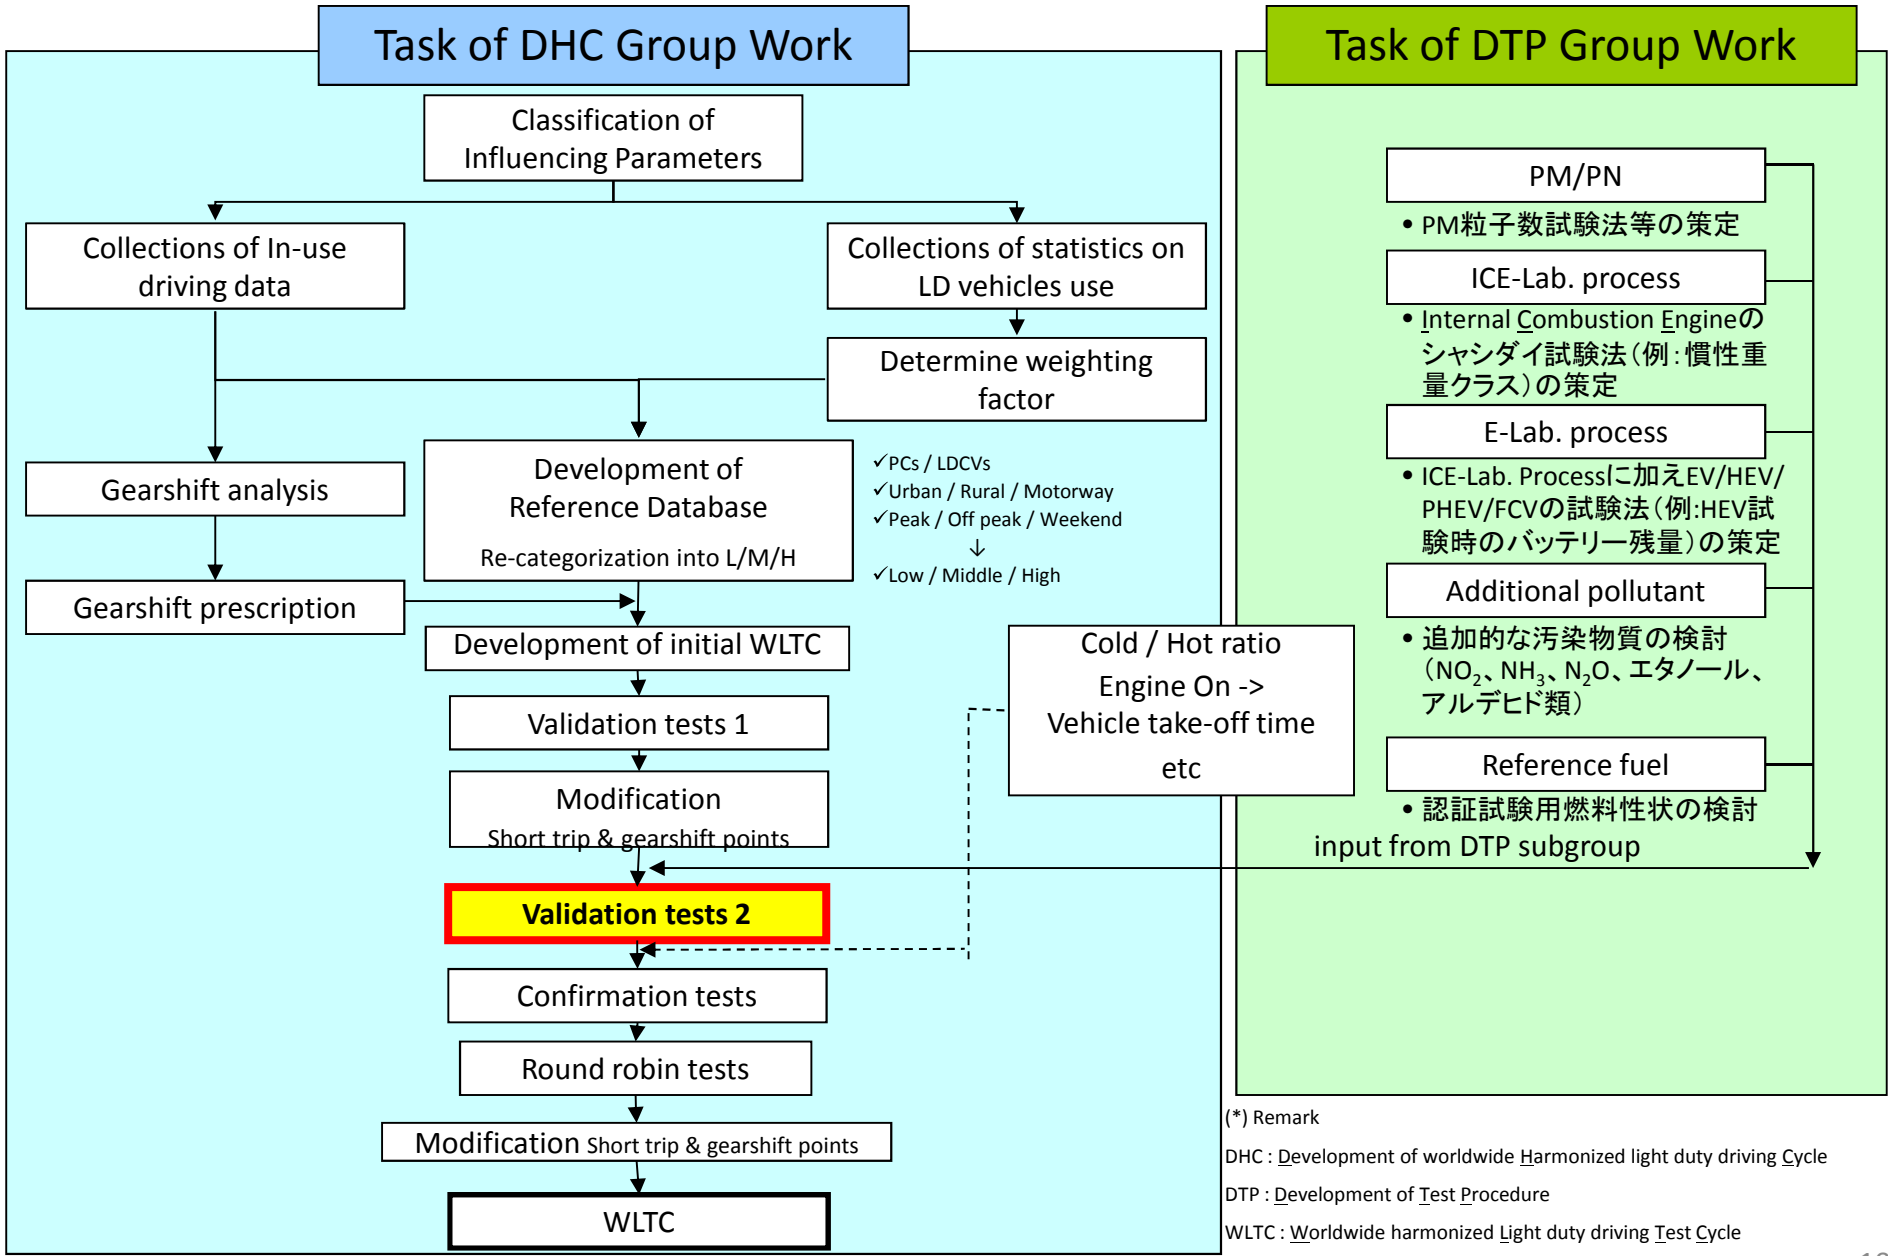 Task of DHC Group Work
Classification of
Influencing Parameters
Collections of In-use
driving data
Collections of statistics on
LD vehicles use
Determine weighting
factor
Gearshift analysis
Development of
Reference Database
Re-categorization into L/M/H
✓PCs / LDCVs
✓Urban / Rural / Motorway
✓Peak / Off peak / Weekend
↓
✓Low / Middle / High
Gearshift prescription
Development of initial WLTC
Cold / Hot ratio
Engine On ->
Vehicle take-off time
etc
Validation tests 1
Modification
Short trip & gearshift points
Validation tests 2
Confirmation tests
Round robin tests
Modification Short trip & gearshift points
WLTC
Task of DTP Group Work
PM/PN
• PM粒子数試験法等の策定
ICE-Lab. process
• Internal Combustion Engineの
シャシダイ試験法（例：慣性重
量クラス）の策定
E-Lab. process
• ICE-Lab. Processに加えEV/HEV/
PHEV/FCVの試験法（例:HEV試
験時のバッテリー残量）の策定
Additional pollutant
• 追加的な汚染物質の検討
（NO2、NH3、N2O、エタノール、
アルデヒド類）
Reference fuel
• 認証試験用燃料性状の検討
input from DTP subgroup
(*) Remark
DHC : Development of worldwide Harmonized light duty driving Cycle
DTP : Development of Test Procedure
WLTC : Worldwide harmonized Light duty driving Test Cycle